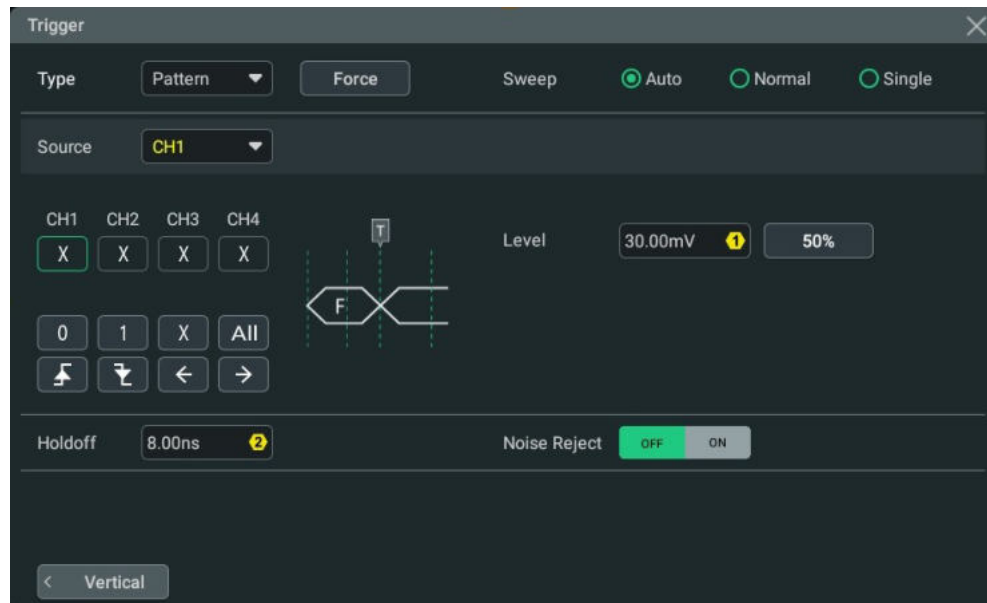 Trigger
Type Pattern Force Sweep Auto Normal Single
Source CH1
CH1 CH2 CH3 CH4
X X X X
T
Level 30.00mV 1 50%
F
0 1 X All
Holdoff 8.00ns 2 Noise Reject OFF ON
Vertical